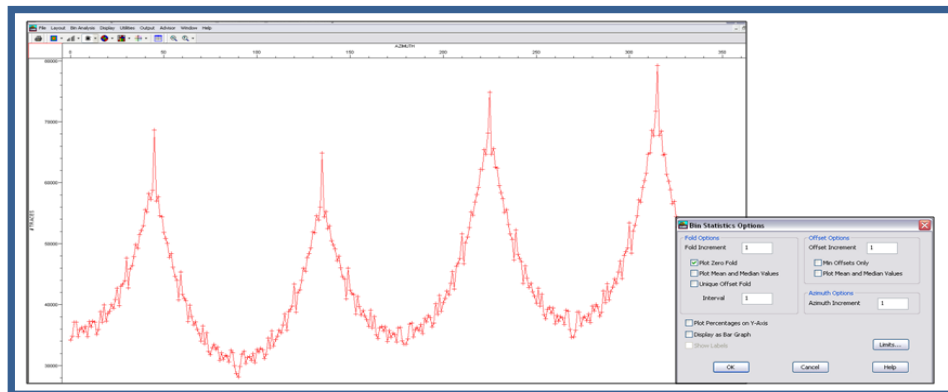 File Layout Bin Analysis Display Utilities Output Advisor Window Help
AZIMUTH
0 50 100 150 200 250 300 350
80000
70000
60000
50000
40000
30000
#TRACES
Bin Statistics Options
Fold Options
Fold Increment 1
Plot Zero Fold
Plot Mean and Median Values
Unique Offset Fold
Interval 1
Plot Percentages on Y-Axis
Display as Bar Graph
Show Labels
Offset Options
Offset Increment 1
Min Offsets Only
Plot Mean and Median Values
Azimuth Options
Azimuth Increment 1
Limits...
OK Cancel Help